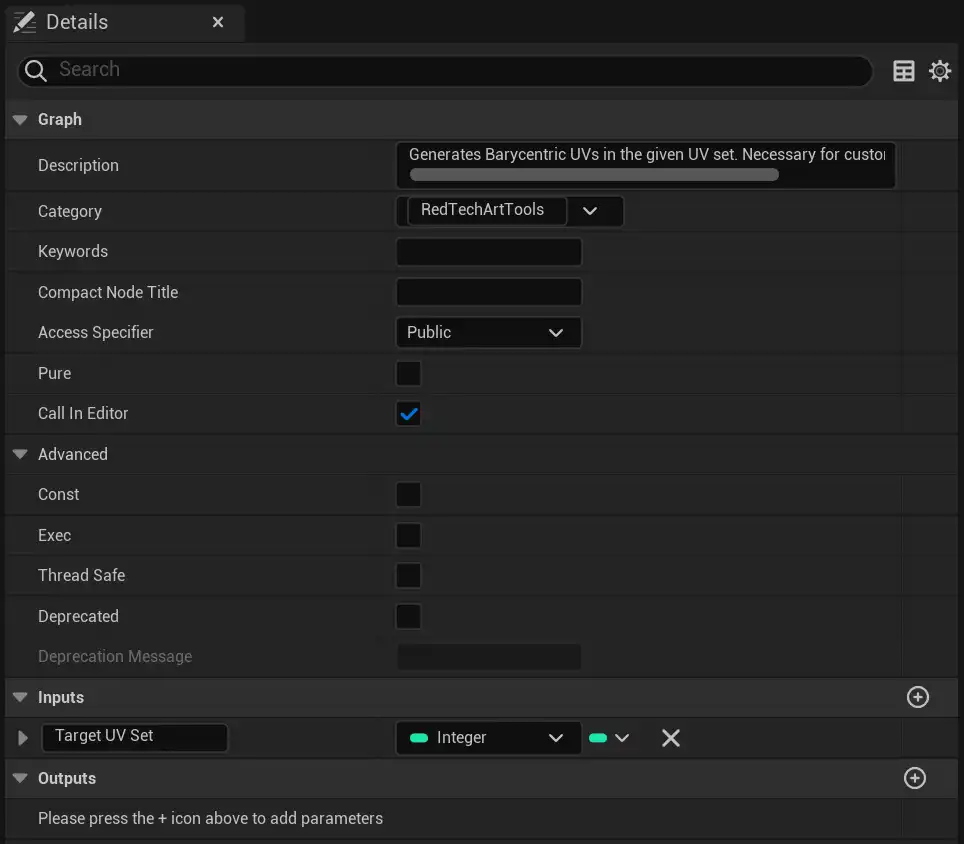 Details
Search
Graph
Description
Generates Barycentric UVs in the given UV set. Necessary for custo
Category
RedTechArtTools
Keywords
Compact Node Title
Access Specifier
Public
Pure
Call In Editor
Advanced
Const
Exec
Thread Safe
Deprecated
Deprecation Message
Inputs
Target UV Set
Integer
Outputs
Please press the + icon above to add parameters